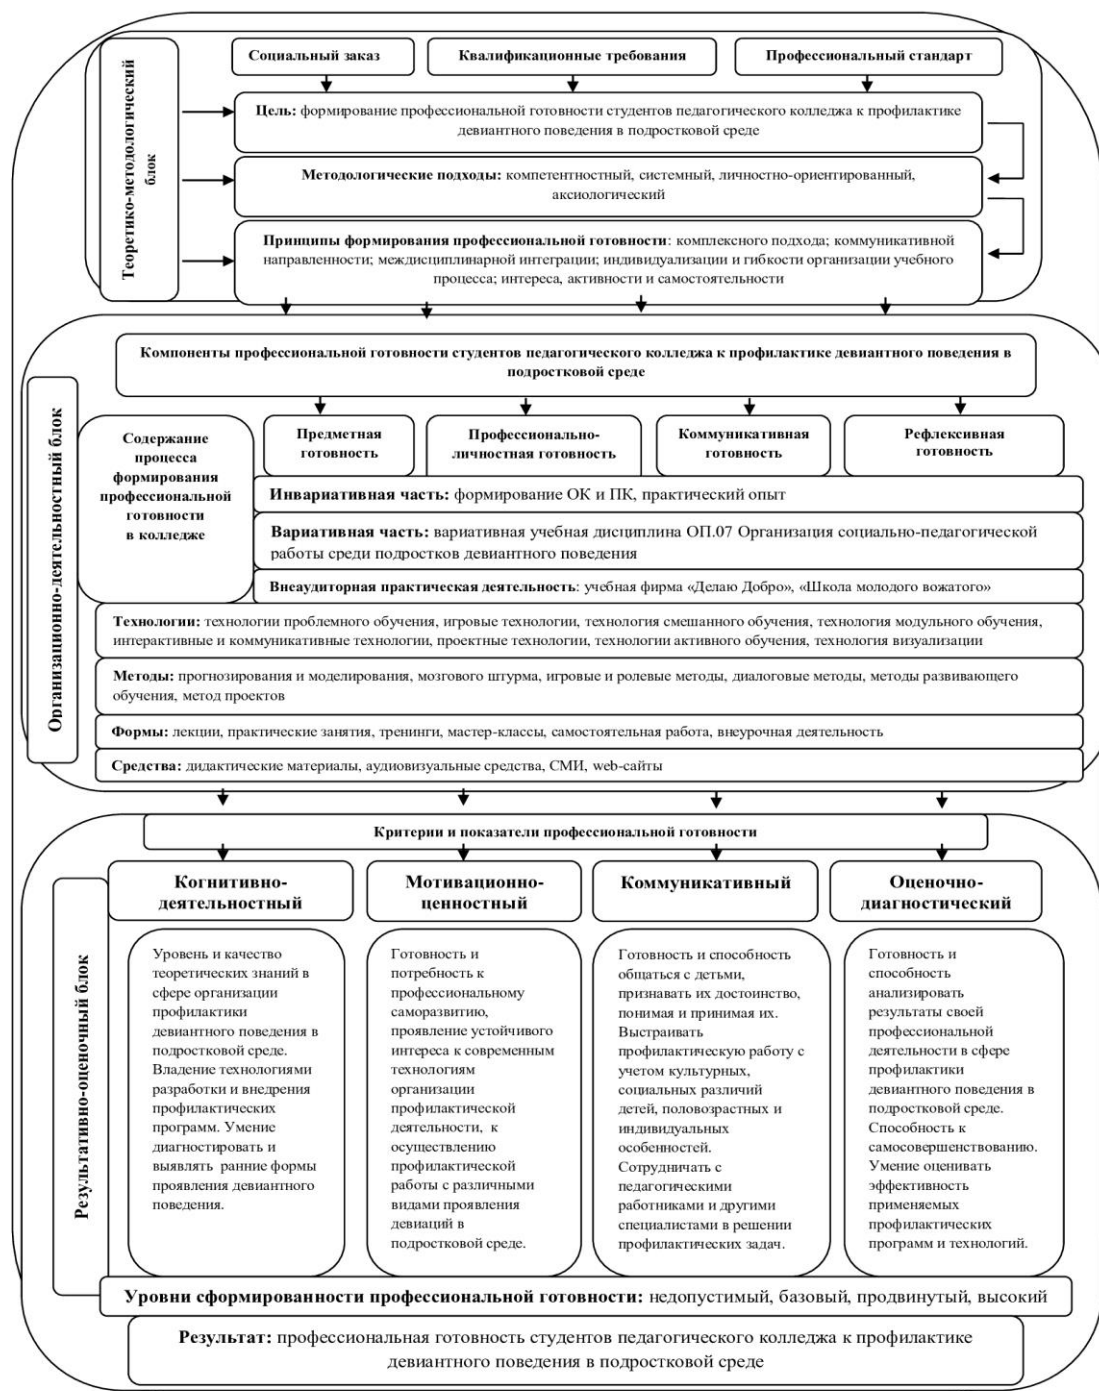 Теоретико-методологический
блок
Социальный заказ
Квалификационные требования
Профессиональный стандарт
Цель: формирование профессиональной готовности студентов педагогического колледжа к профилактике
девиантного поведения в подростковой среде
Методологические подходы: компетентностный, системный, личностно-ориентированный,
аксиологический
Принципы формирования профессиональной готовности: комплексного подхода; коммуникативной
направленности; междисциплинарной интеграции; индивидуализации и гибкости организации учебного
процесса; интереса, активности и самостоятельности
Организационно-деятельностный блок
Компоненты профессиональной готовности студентов педагогического колледжа к профилактике девиантного поведения в
подростковой среде
Содержание
процесса
формирования
профессиональной
готовности
в колледже
Предметная
готовность
Профессионально-
личностная готовность
Коммуникативная
готовность
Рефлексивная
готовность
Инвариативная часть: формирование ОК и ПК, практический опыт
Вариативная часть: вариативная учебная дисциплина ОП.07 Организация социально-педагогической
работы среди подростков девиантного поведения
Внеаудиторная практическая деятельность: учебная фирма «Делаю Добро», «Школа молодого вожатого»
Технологии: технологии проблемного обучения, игровые технологии, технология смешанного обучения, технология модульного обучения,
интерактивные и коммуникативные технологии, проектные технологии, технологии активного обучения, технология визуализации
Методы: прогнозирования и моделирования, мозгового штурма, игровые и ролевые методы, диалоговые методы, методы развивающего
обучения, метод проектов
Формы: лекции, практические занятия, тренинги, мастер-классы, самостоятельная работа, внеурочная деятельность
Средства: дидактические материалы, аудиовизуальные средства, СМИ, web-сайты
Результативно-оценочный блок
Критерии и показатели профессиональной готовности
Когнитивно-
деятельностный
Мотивационно-
ценностный
Коммуникативный
Оценочно-
диагностический
Уровень и качество
теоретических знаний в
сфере организации
профилактики
девиантного поведения в
подростковой среде.
Владение технологиями
разработки и внедрения
профилактических
программ. Умение
диагностировать и
выявлять ранние формы
проявления девиантного
поведения.
Готовность и
потребность к
профессиональному
саморазвитию,
проявление устойчивого
интереса к современным
технологиям
организации
профилактической
деятельности, к
осуществлению
профилактической
работы с различными
видами проявления
девиаций в
подростковой среде.
Готовность и способность
общаться с детьми,
признавать их достоинство,
понимая и принимая их.
Выстраивать
профилактическую работу с
учетом культурных,
социальных различий
детей, половозрастных и
индивидуальных
особенностей.
Сотрудничать с
педагогическими
работниками и другими
специалистами в решении
профилактических задач.
Готовность и
способность
анализировать
результаты своей
профессиональной
деятельности в сфере
профилактики
девиантного поведения в
подростковой среде.
Способность к
самосовершенствованию.
Умение оценивать
эффективность
применяемых
профилактических
программ и технологий.
Уровни сформированности профессиональной готовности: недопустимый, базовый, продвинутый, высокий
Результат: профессиональная готовность студентов педагогического колледжа к профилактике
девиантного поведения в подростковой среде